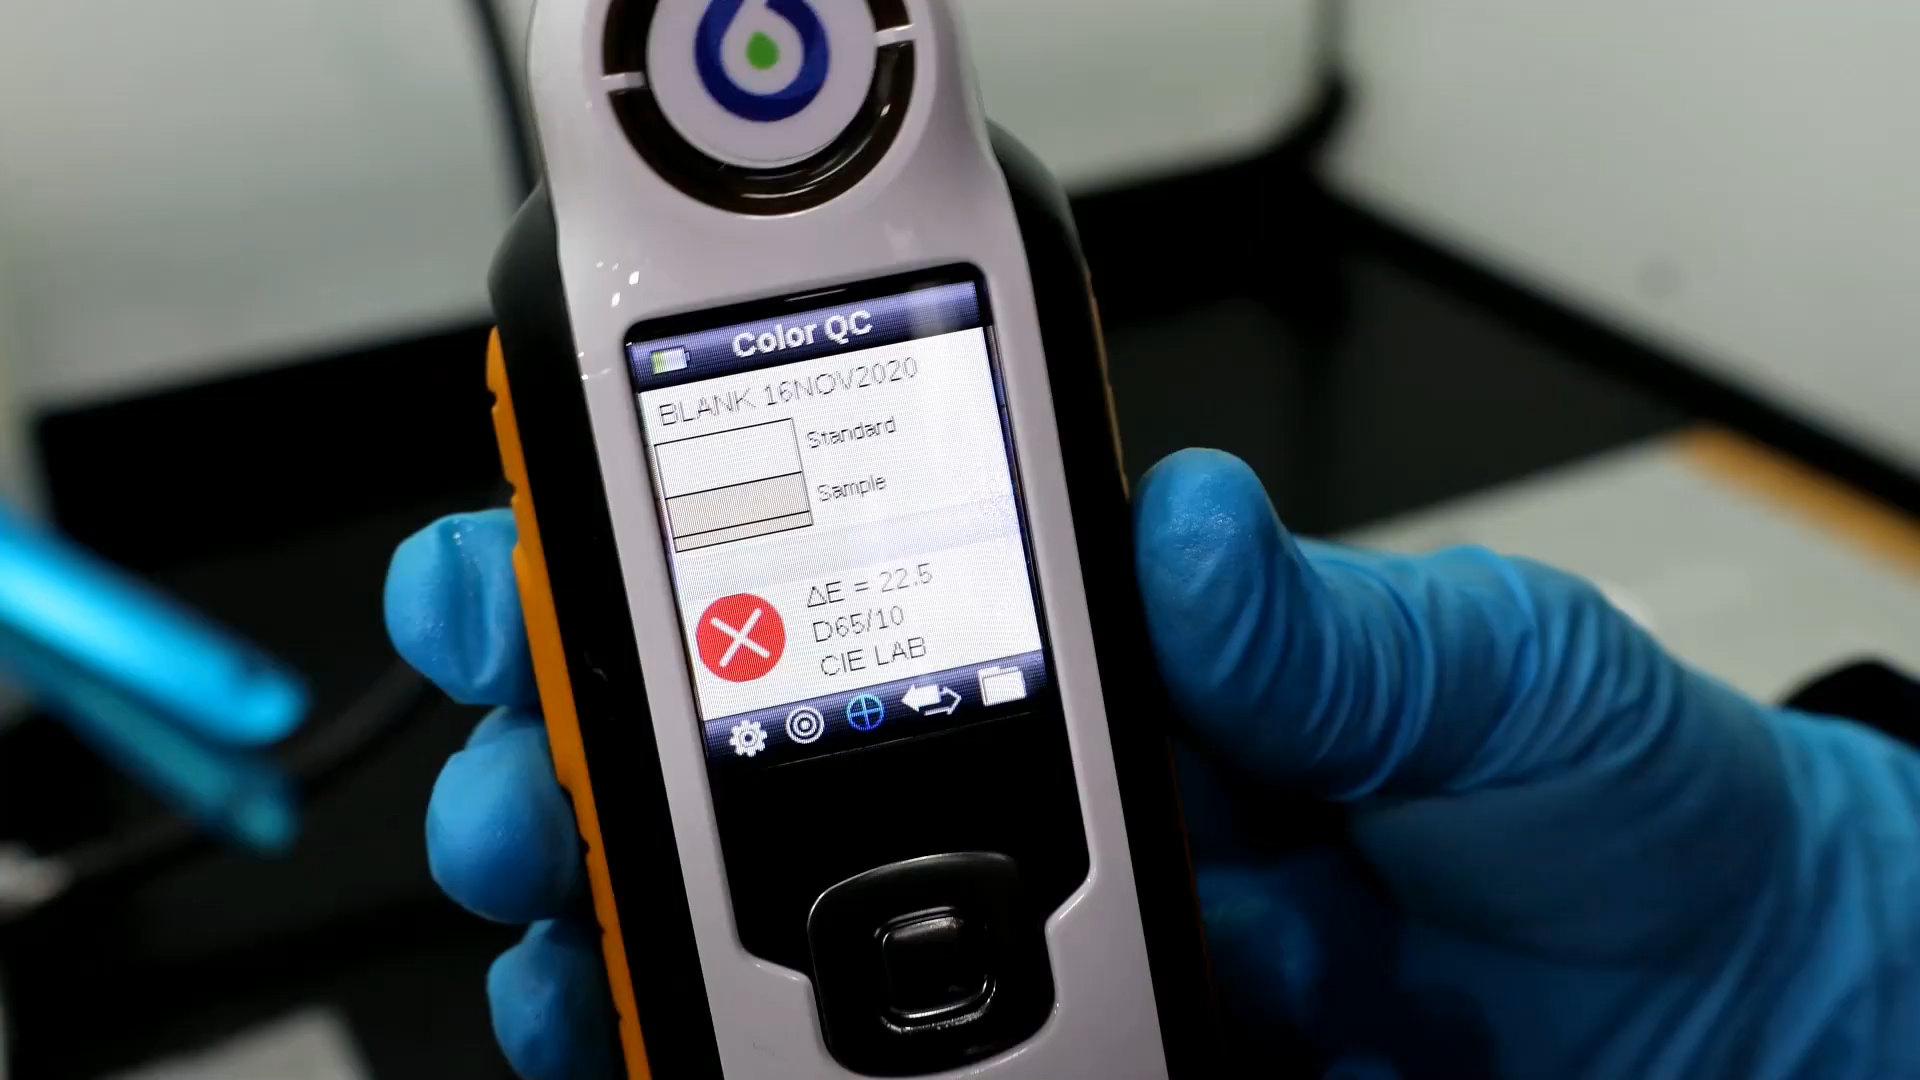 Color QC
BLANK 16NOV2020
Standard
Sample
ΔE = 22.5
D65/10
CIE LAB